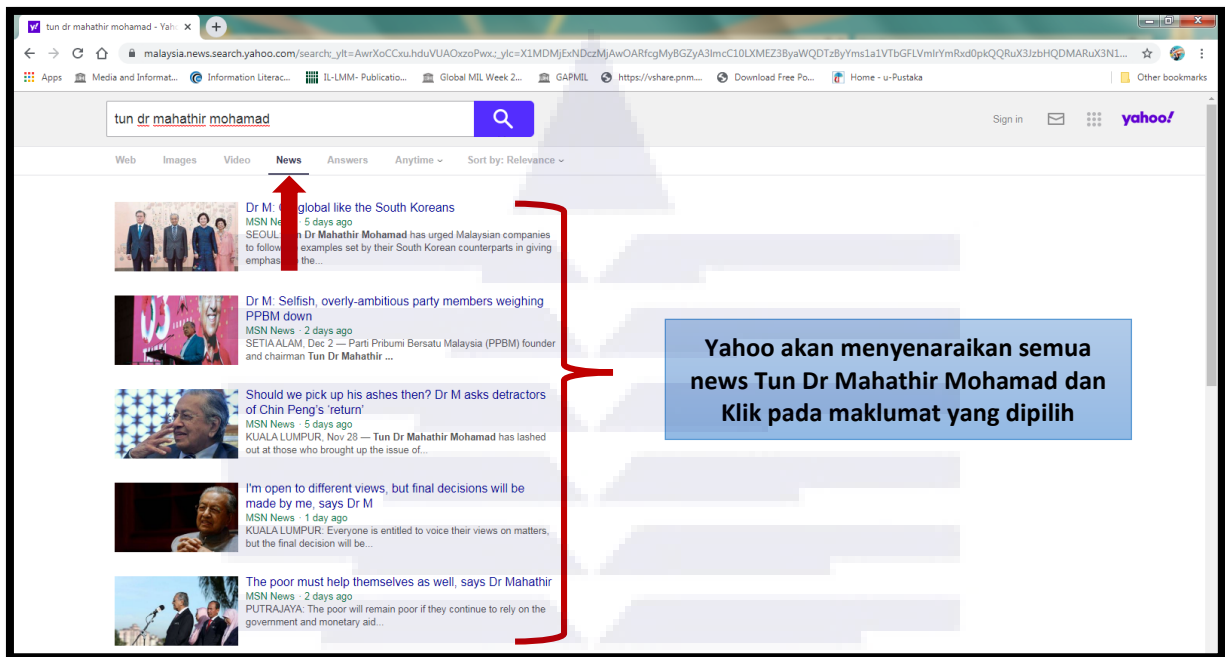 tun dr mahathir mohamad - Yah
malaysia.news.search.yahoo.com/search;_ylt=AwrXoCCxu.hduVUAOxzoPwx.;_ylc=X1MDMjExNDczMjAwOARfcgMyBGZyA3lmcC10LXMEZ3ByaWQDTzByYms1a1VTbGFLVmlrYmRxd0pkQQRuX3JzbHQDMARuX3N1...
Apps Media and Informat... Information Literac... IL-LMM- Publicatio... Global MIL Week 2... GAPMIL https://vshare.pnm.... Download Free Po... Home - u-Pustaka Other bookmarks
tun dr mahathir mohamad Sign in yahoo!
Web Images Video News Answers Anytime Sort by: Relevance
Dr M: global like the South Koreans
MSN Ne · 5 days ago
SEOUL: n Dr Mahathir Mohamad has urged Malaysian companies
to follow examples set by their South Korean counterparts in giving
emphas the...
Dr M: Selfish, overly-ambitious party members weighing
PPBM down
MSN News · 2 days ago
SETIA ALAM, Dec 2 — Parti Pribumi Bersatu Malaysia (PPBM) founder
and chairman Tun Dr Mahathir ...
Should we pick up his ashes then? Dr M asks detractors
of Chin Peng's 'return'
MSN News · 5 days ago
KUALA LUMPUR, Nov 28 — Tun Dr Mahathir Mohamad has lashed
out at those who brought up the issue of...
I'm open to different views, but final decisions will be
made by me, says Dr M
MSN News · 1 day ago
KUALA LUMPUR: Everyone is entitled to voice their views on matters,
but the final decision will be...
The poor must help themselves as well, says Dr Mahathir
MSN News · 2 days ago
PUTRAJAYA: The poor will remain poor if they continue to rely on the
government and monetary aid...
Yahoo akan menyenaraikan semua
news Tun Dr Mahathir Mohamad dan
Klik pada maklumat yang dipilih